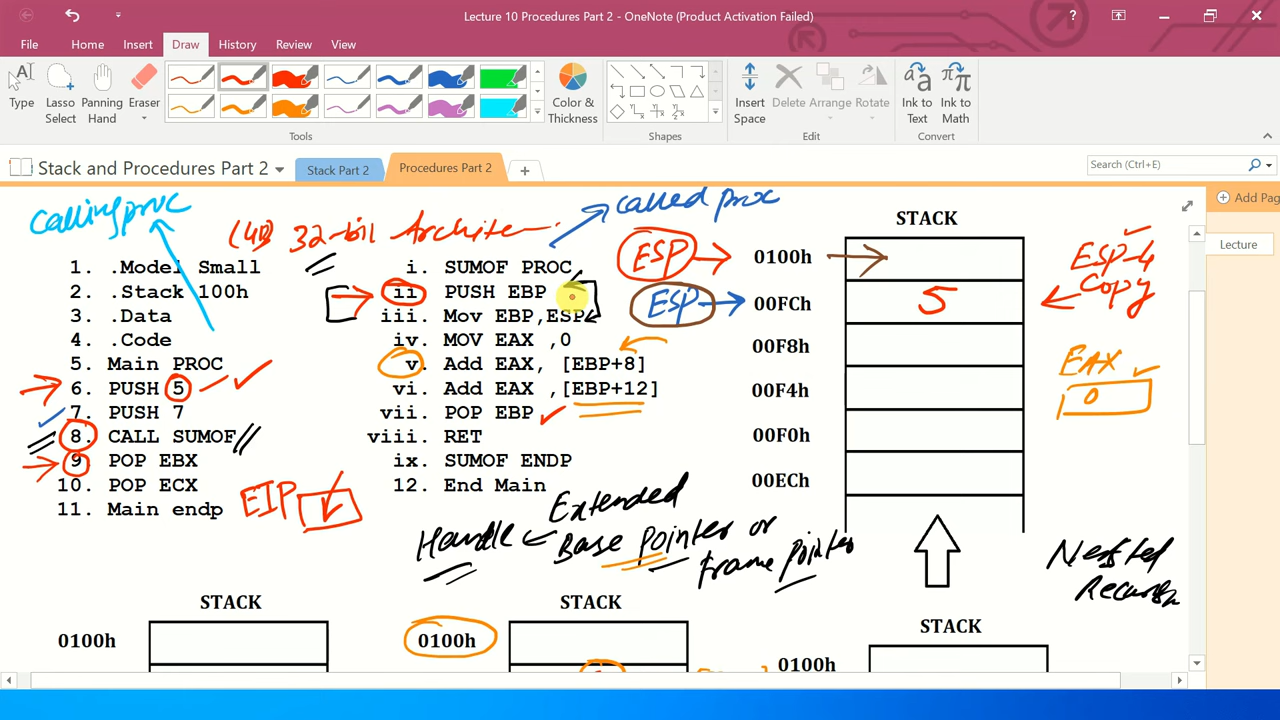 Lecture 10 Procedures Part 2 - OneNote (Product Activation Failed)
File Home Insert Draw History Review View
Type
Lasso Select
Panning Hand
Eraser
Color & Thickness
Insert Space
Delete
Arrange
Rotate
Ink to Text
Ink to Math
Tools
Shapes
Edit
Convert
Stack and Procedures Part 2
Stack Part 2
Procedures Part 2
Search (Ctrl+E)
Add Pag
Lecture
Calling proc
(4B) 32-bit
called proc
1. .Model Small
2. .Stack 100h
3. .Data
4. .Code
5. Main PROC
6. PUSH 5
7. PUSH 7
8. CALL SUMOF
9. POP EBX
10. POP ECX
11. Main endp
EIP
i. SUMOF PROC
ii. PUSH EBP
iii. Mov EBP,ESP
iv. MOV EAX ,0
v. Add EAX, [EBP+8]
vi. Add EAX ,[EBP+12]
vii. POP EBP
viii. RET
ix. SUMOF ENDP
12. End Main
Handle
Extended
Base pointer or
frame pointer
STACK
ESP 0100h
ESP 00FCh 5
00F8h
00F4h
00F0h
00ECh
ESP-4
Copy
EAX
0
STACK
0100h
STACK
0100h
STACK
0100h